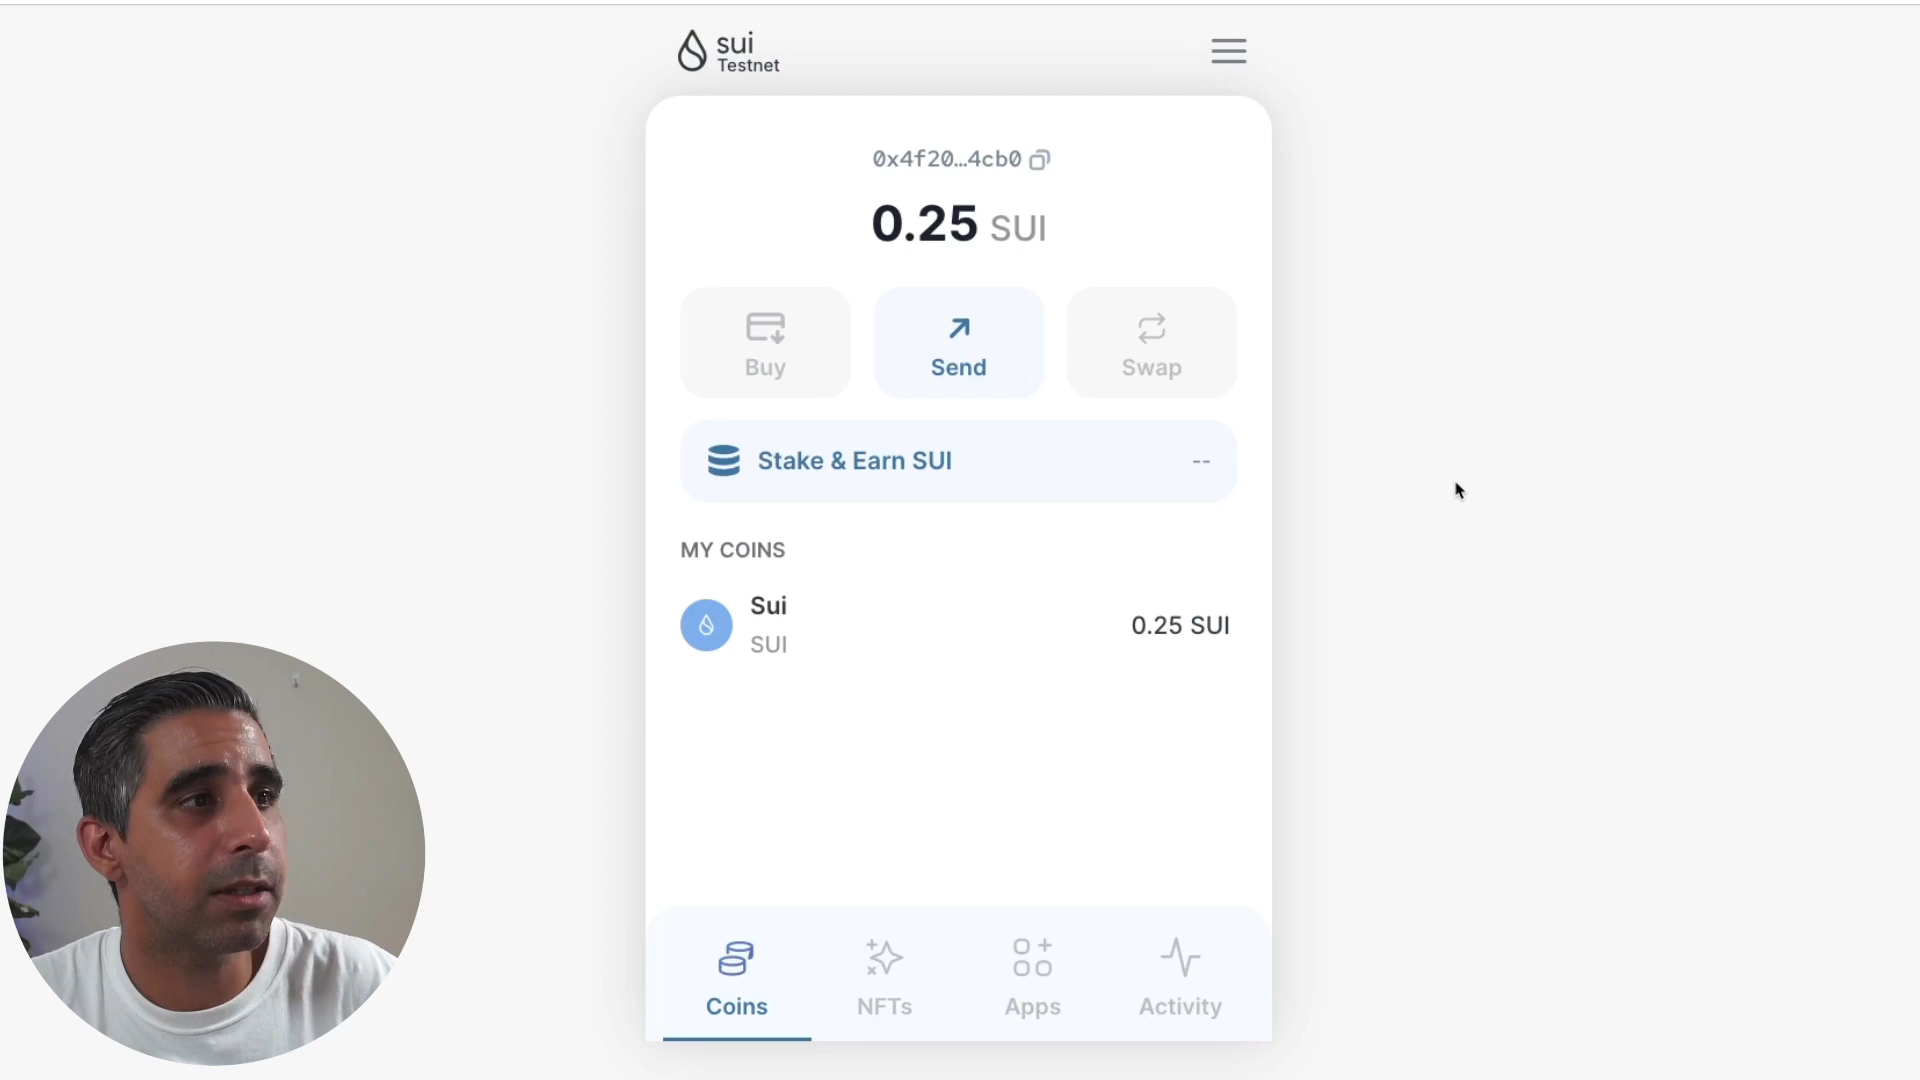 sui
Testnet
0x4f20...4cb0
0.25 SUI
Buy
Send
Swap
Stake & Earn SUI
--
MY COINS
Sui
SUI
0.25 SUI
Coins
NFTs
Apps
Activity